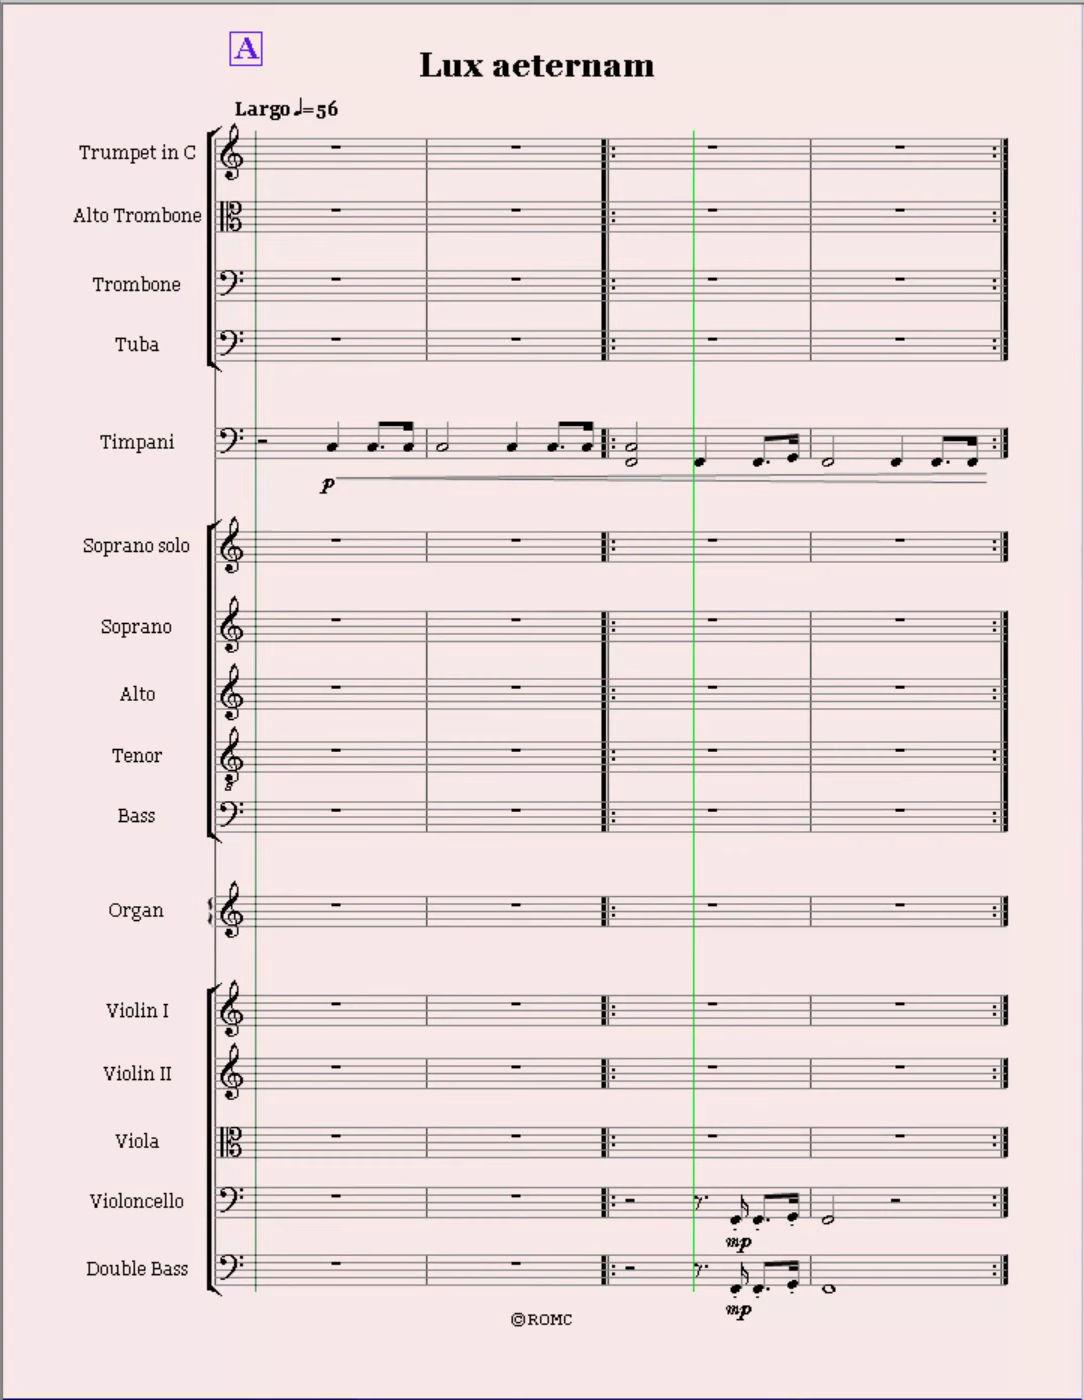 A
Lux aeternam
Largo ♩=56
Trumpet in C
Alto Trombone
Trombone
Tuba
Timpani
p
Soprano solo
Soprano
Alto
Tenor
8
Bass
Organ
Violin I
Violin II
Viola
Violoncello
mp
Double Bass
mp
©ROMC